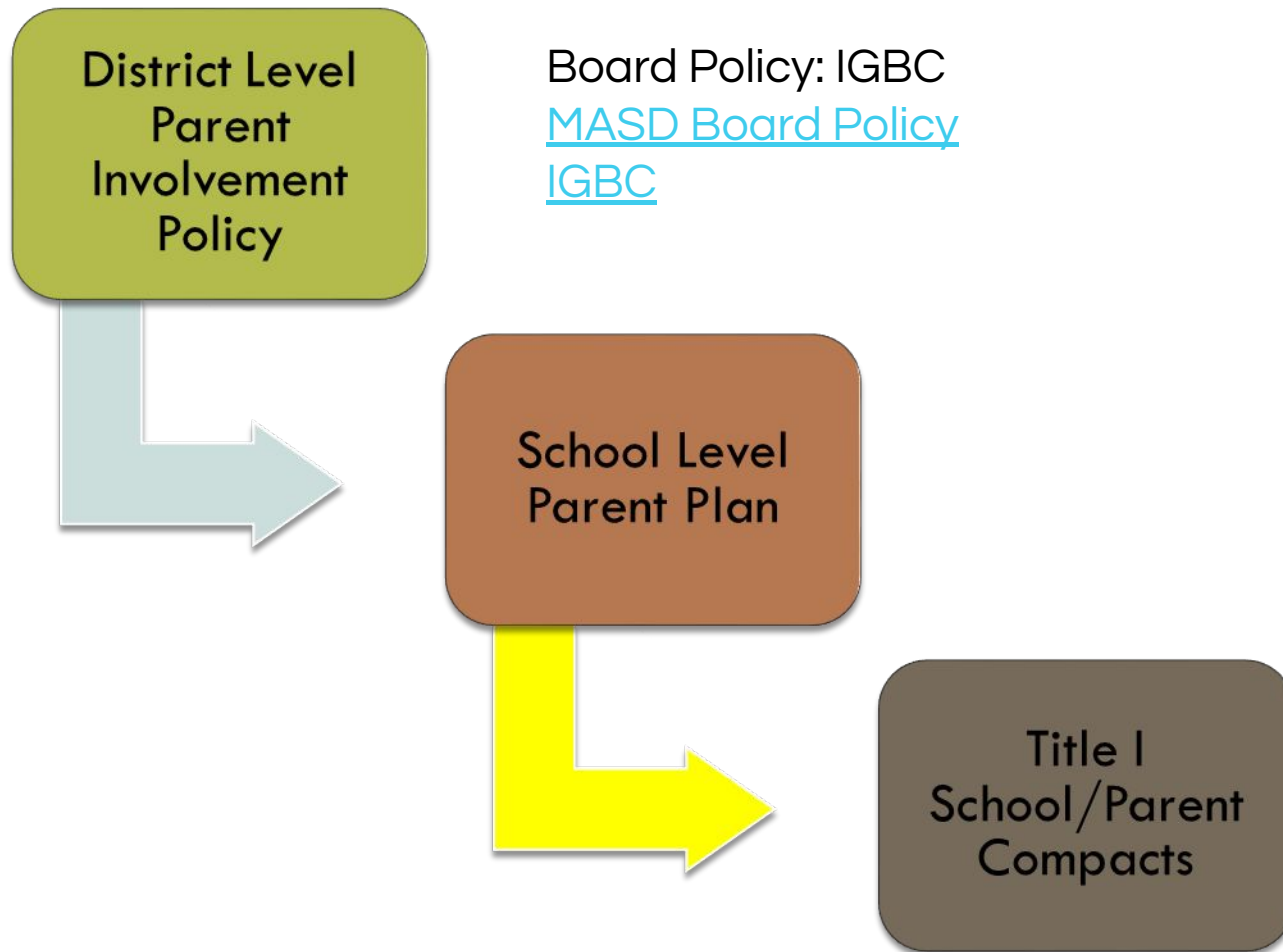 District Level
Parent
Involvement
Policy
Board Policy: IGBC
MASD Board Policy
IGBC
School Level
Parent Plan
Title I
School/Parent
Compacts